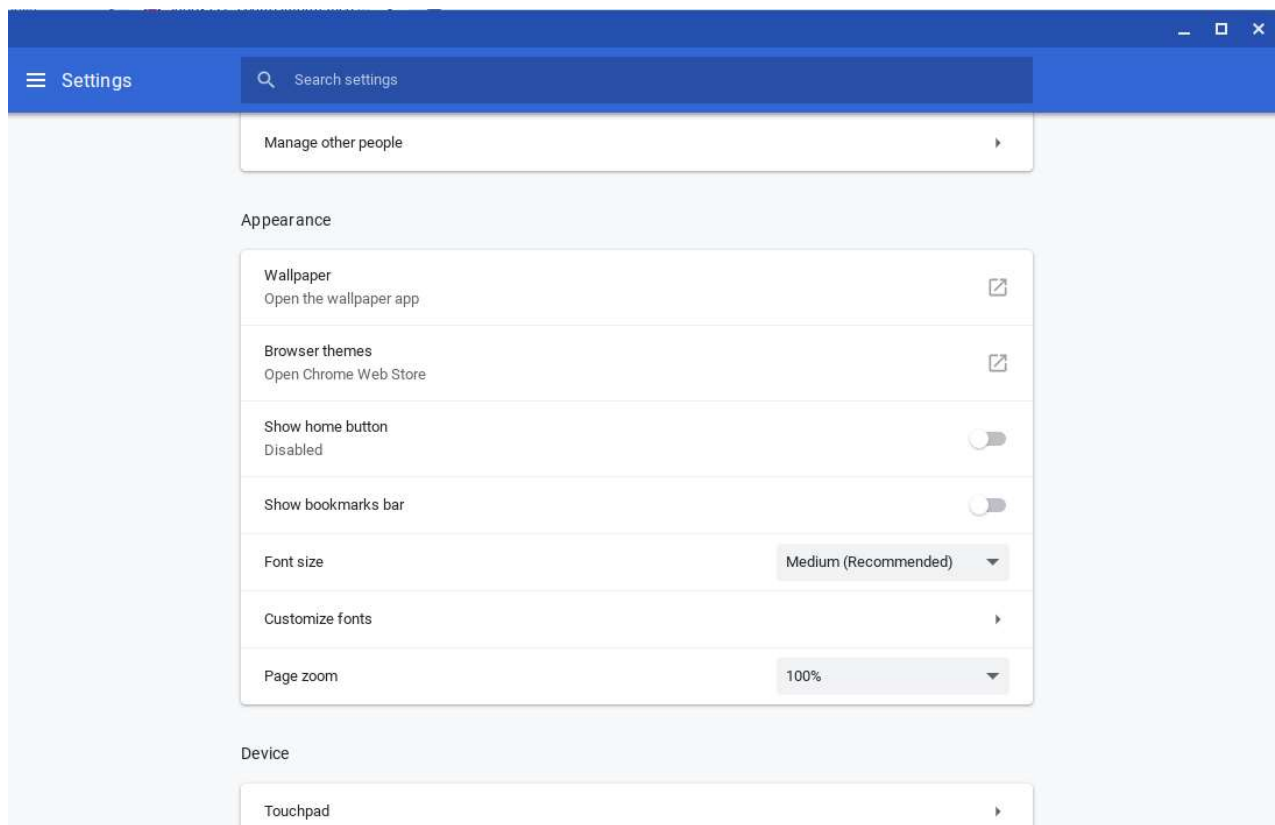 Settings
Search settings
Manage other people
Appearance
Wallpaper
Open the wallpaper app
Browser themes
Open Chrome Web Store
Show home button
Disabled
Show bookmarks bar
Font size
Medium (Recommended)
Customize fonts
Page zoom
100%
Device
Touchpad